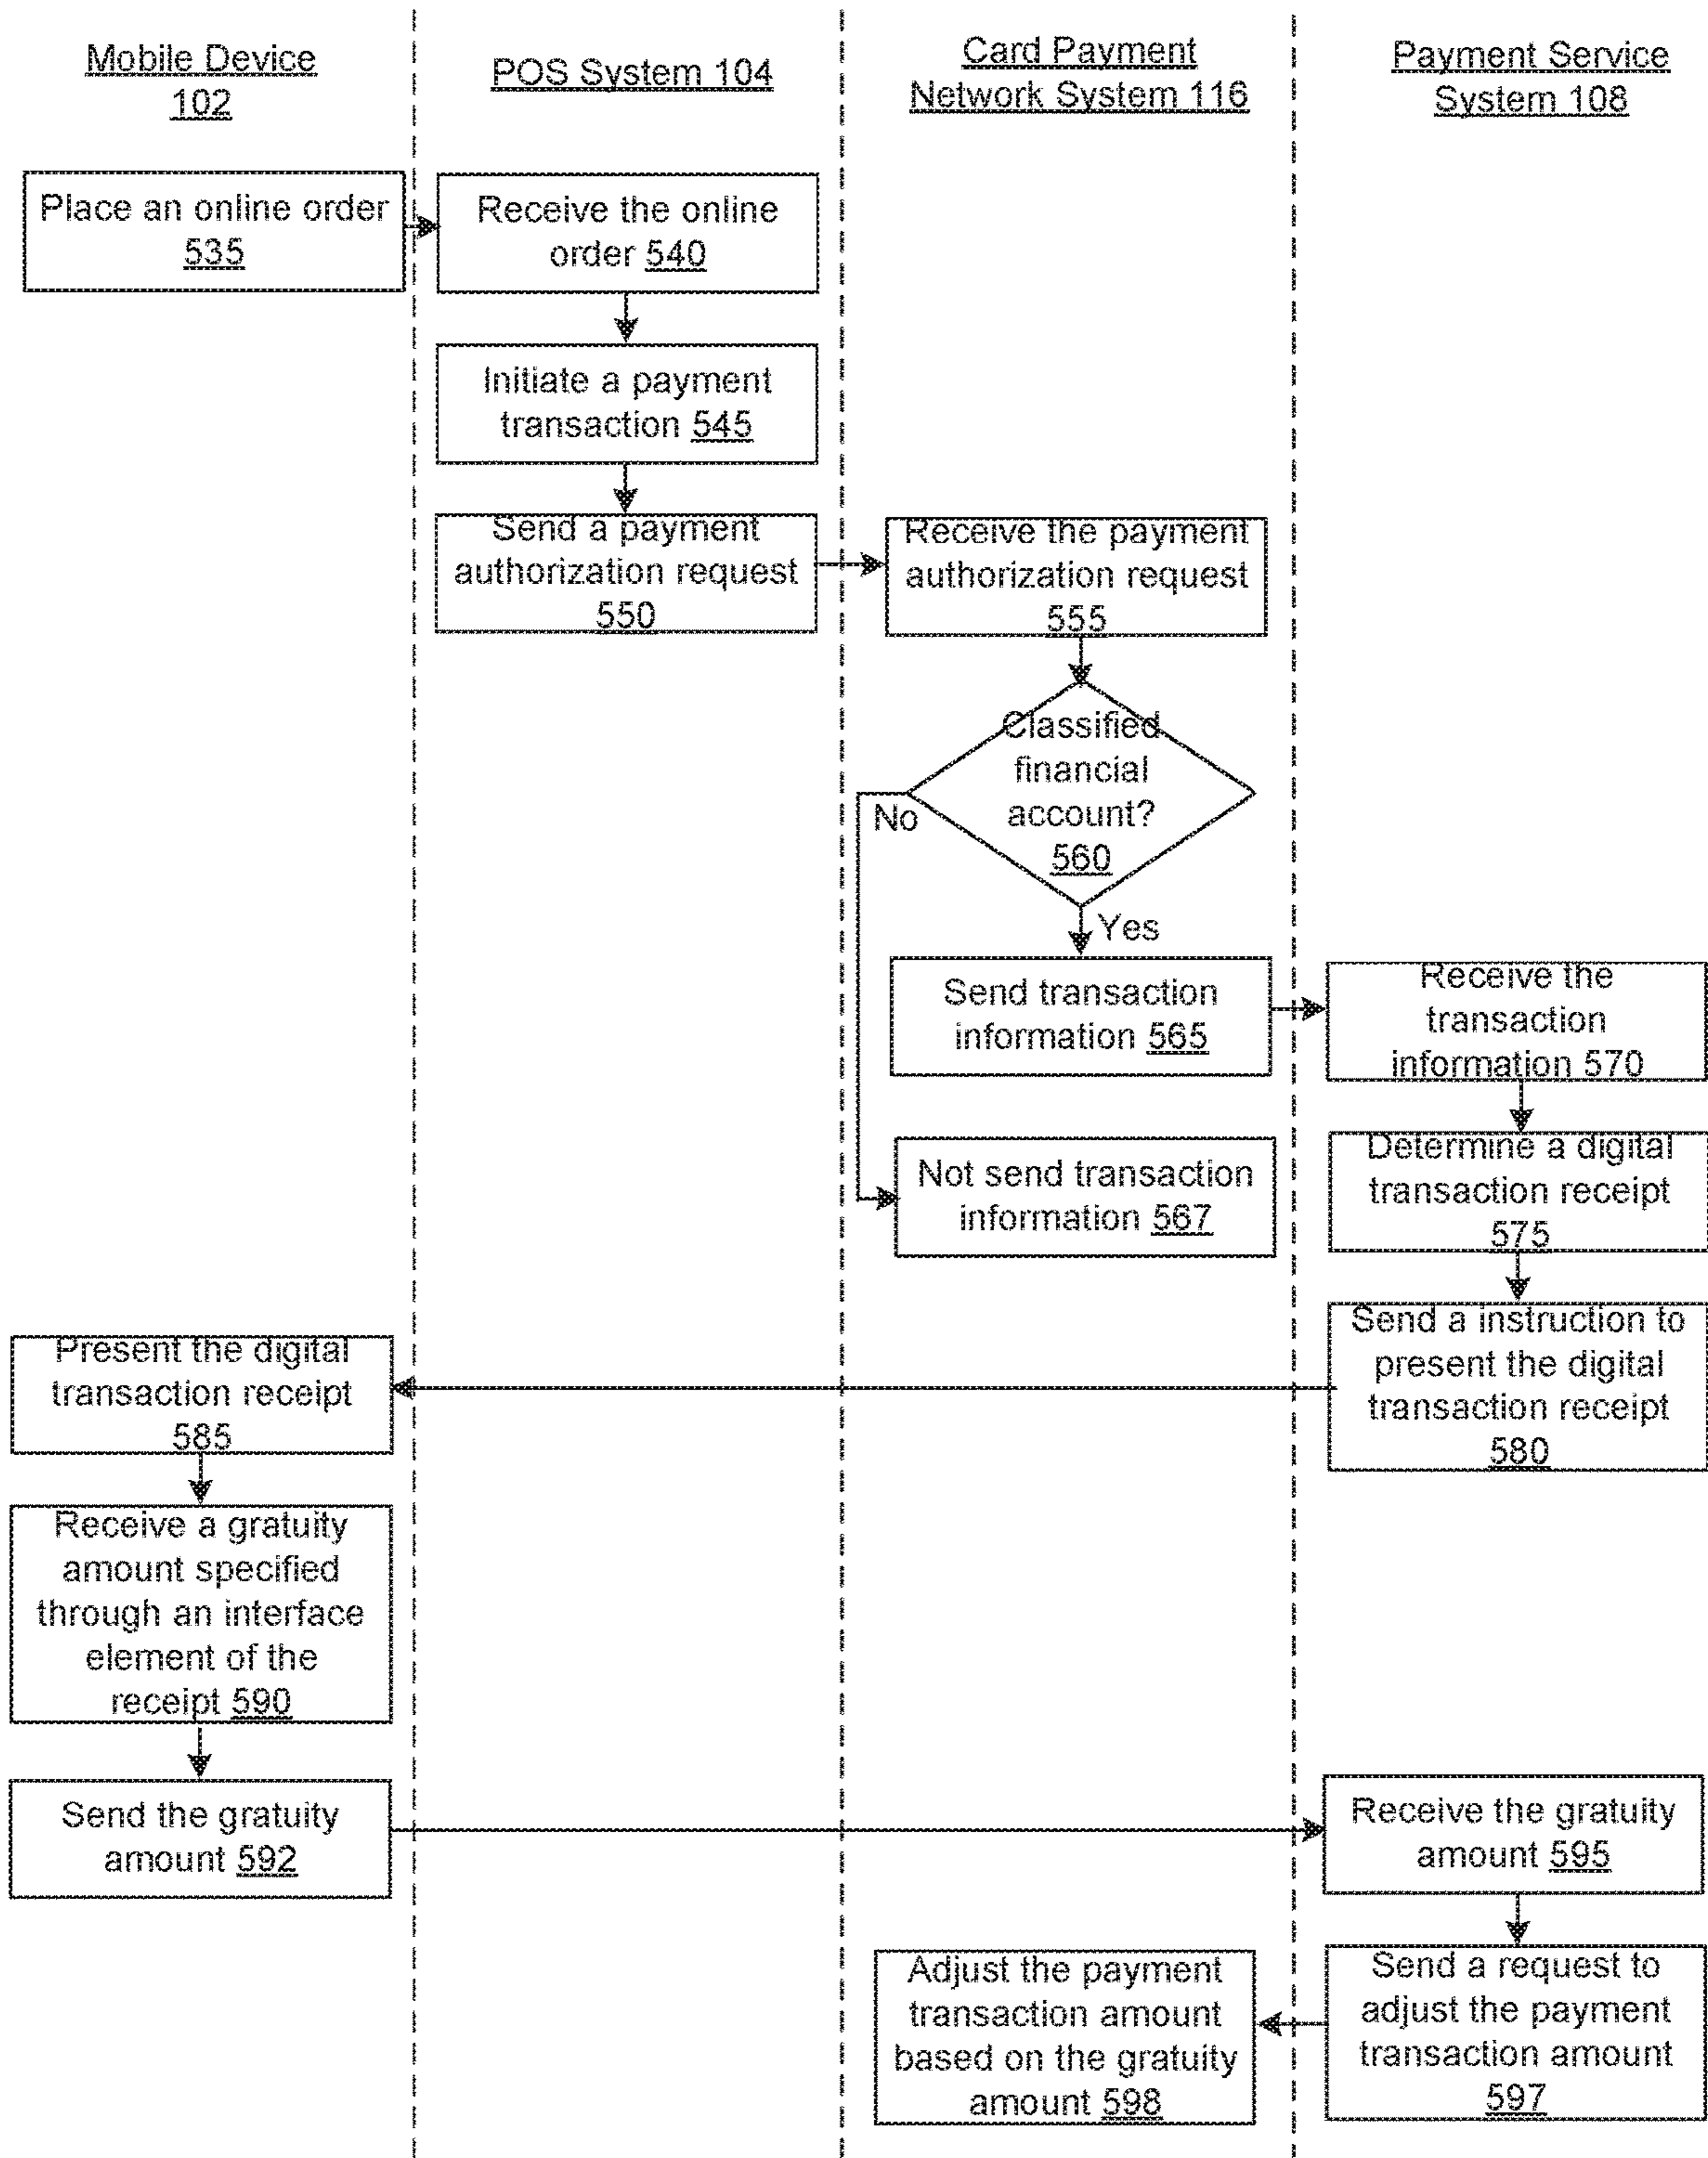 Mobile Device
102
POS System 104
Card Payment
Network System 116
Payment Service
System 108
Place an online order
535
Receive the online
order 540
Initiate a payment
transaction 545
Send a payment
authorization request
550
Receive the payment
authorization request
555
Classified
financial
account?
560
No
Yes
Send transaction
information 565
Receive the
transaction
information 570
Not send transaction
information 567
Determine a digital
transaction receipt
575
Send a instruction to
present the digital
transaction receipt
580
Present the digital
transaction receipt
585
Receive a gratuity
amount specified
through an interface
element of the
receipt 590
Send the gratuity
amount 592
Receive the gratuity
amount 595
Send a request to
adjust the payment
transaction amount
597
Adjust the payment
transaction amount
based on the gratuity
amount 598